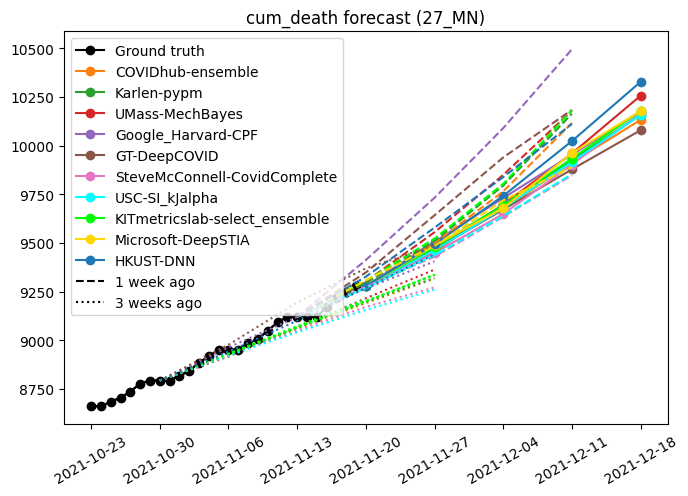 cum_death forecast (27_MN)
10500
10250
10000
9750
9500
9250
9000
8750
Ground truth
COVIDhub-ensemble
Karlen-pypm
UMass-MechBayes
Google_Harvard-CPF
GT-DeepCOVID
SteveMcConnell-CovidComplete
USC-SI_kJalpha
KITmetricslab-select_ensemble
Microsoft-DeepSTIA
HKUST-DNN
1 week ago
3 weeks ago
2021-10-23
2021-10-30
2021-11-06
2021-11-13
2021-11-20
2021-11-27
2021-12-04
2021-12-11
2021-12-18